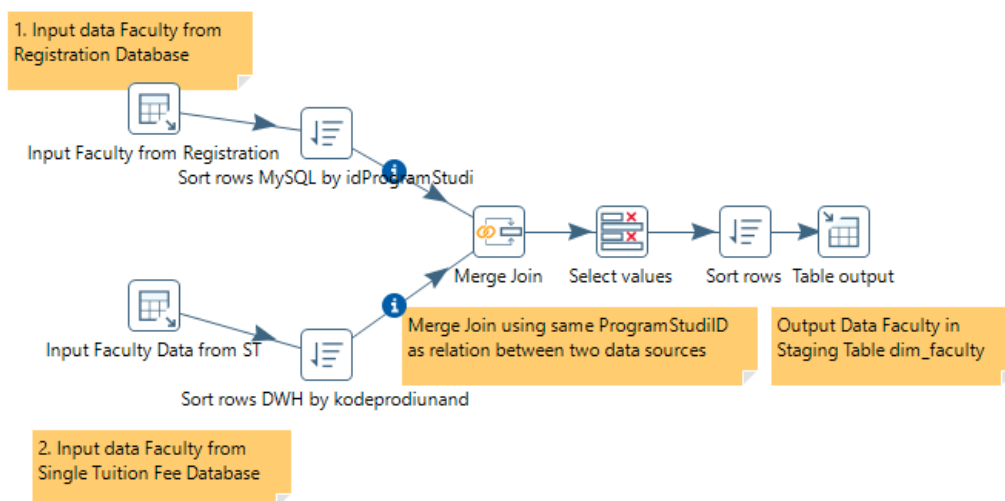 1. Input data Faculty from
Registration Database
Input Faculty from Registration
Sort rows MySQL by idProgramStudi
Merge Join
Select values
Sort rows
Table output
Input Faculty Data from ST
Sort rows DWH by kodeprodiunand
Merge Join using same ProgramStudiID
as relation between two data sources
Output Data Faculty in
Staging Table dim_faculty
2. Input data Faculty from
Single Tuition Fee Database